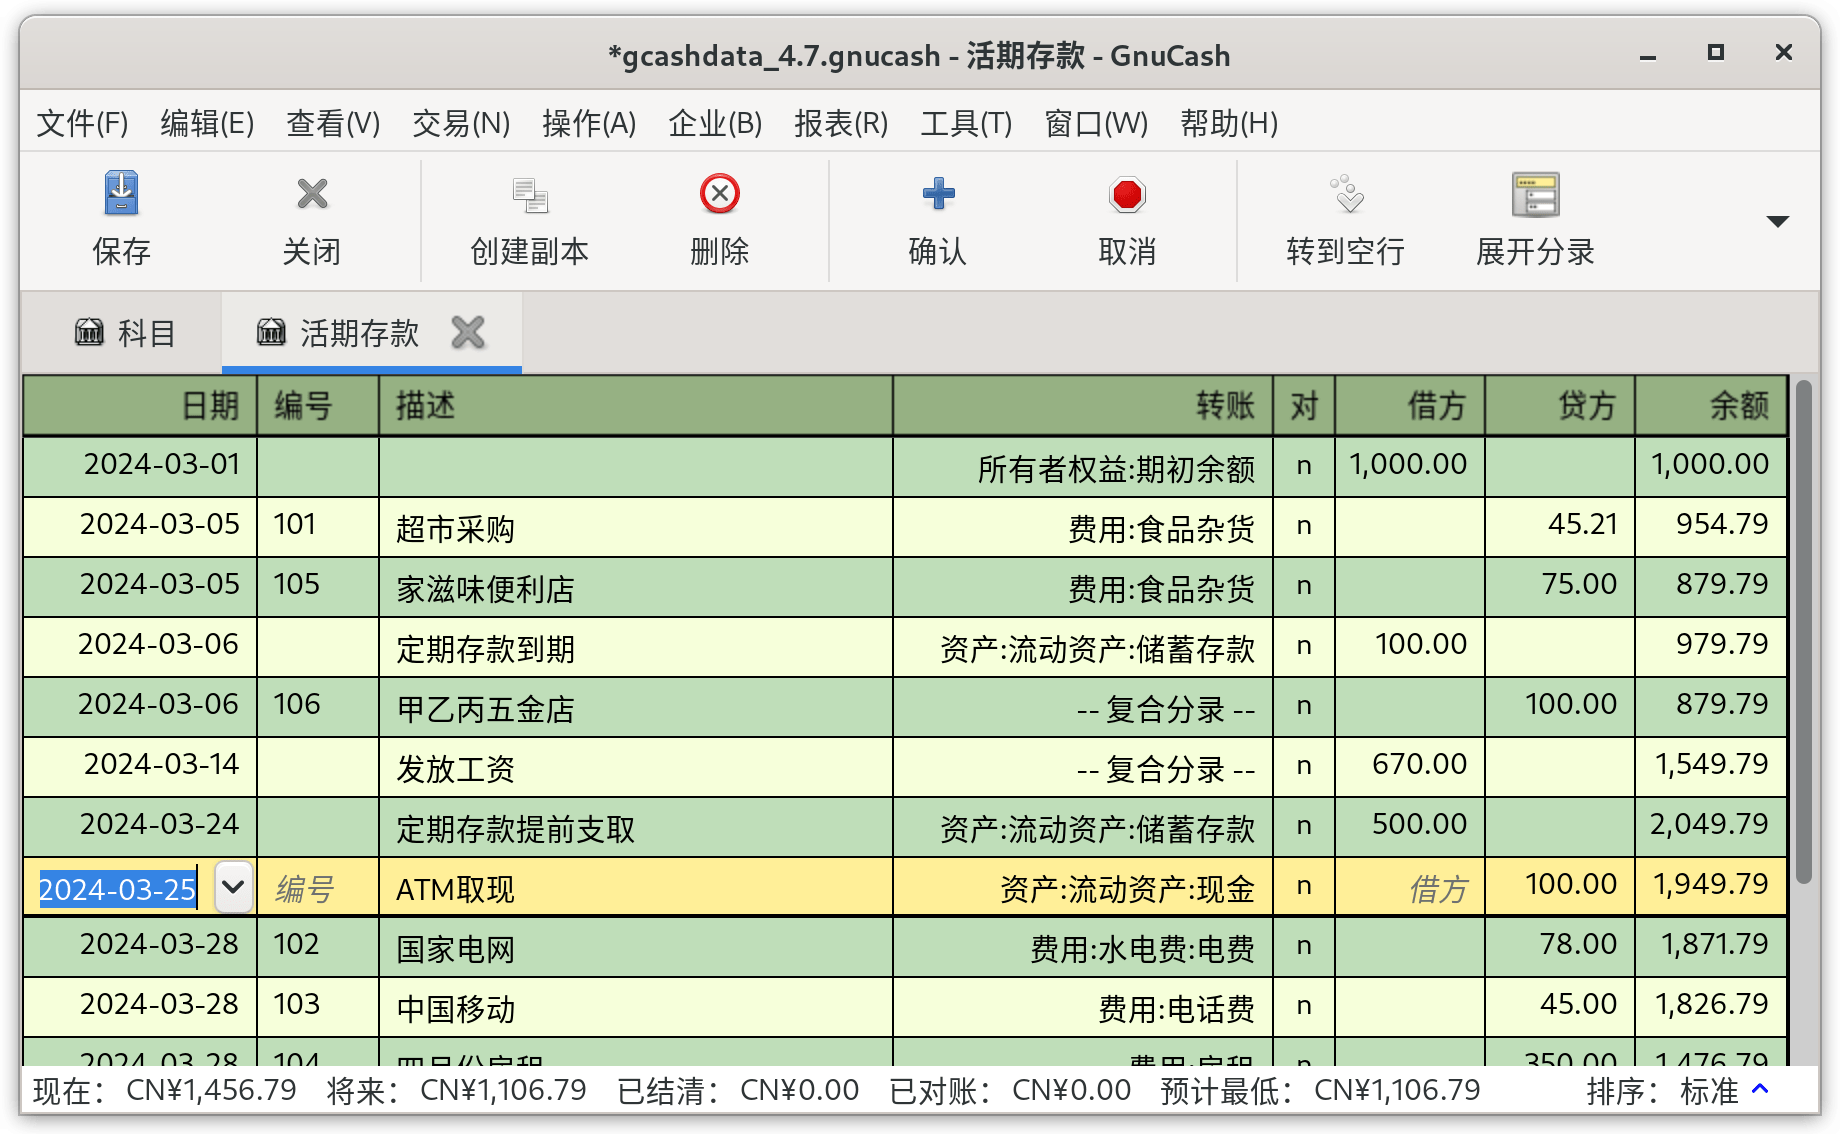 *gcashdata_4.7.gnucash - 活期存款 - GnuCash
文件(F) 编辑(E) 查看(V) 交易(N) 操作(A) 企业(B) 报表(R) 工具(T) 窗口(W) 帮助(H)
保存 关闭 创建副本 删除 确认 取消 转到空行 展开分录
科目 活期存款
日期 编号 描述 转账 对 借方 贷方 余额
2024-03-01 所有者权益:期初余额 n 1,000.00 1,000.00
2024-03-05 101 超市采购 费用:食品杂货 n 45.21 954.79
2024-03-05 105 家滋味便利店 费用:食品杂货 n 75.00 879.79
2024-03-06 定期存款到期 资产:流动资产:储蓄存款 n 100.00 979.79
2024-03-06 106 甲乙丙五金店 -- 复合分录 -- n 100.00 879.79
2024-03-14 发放工资 -- 复合分录 -- n 670.00 1,549.79
2024-03-24 定期存款提前支取 资产:流动资产:储蓄存款 n 500.00 2,049.79
2024-03-25 编号 ATM取现 资产:流动资产:现金 n 借方 100.00 1,949.79
2024-03-28 102 国家电网 费用:水电费:电费 n 78.00 1,871.79
2024-03-28 103 中国移动 费用:电话费 n 45.00 1,826.79
2024-03-28 104 四月份房租 费用:房租 n 350.00 1,476.79
现在: CN¥1,456.79 将来: CN¥1,106.79 已结清: CN¥0.00 已对账: CN¥0.00 预计最低: CN¥1,106.79 排序: 标准